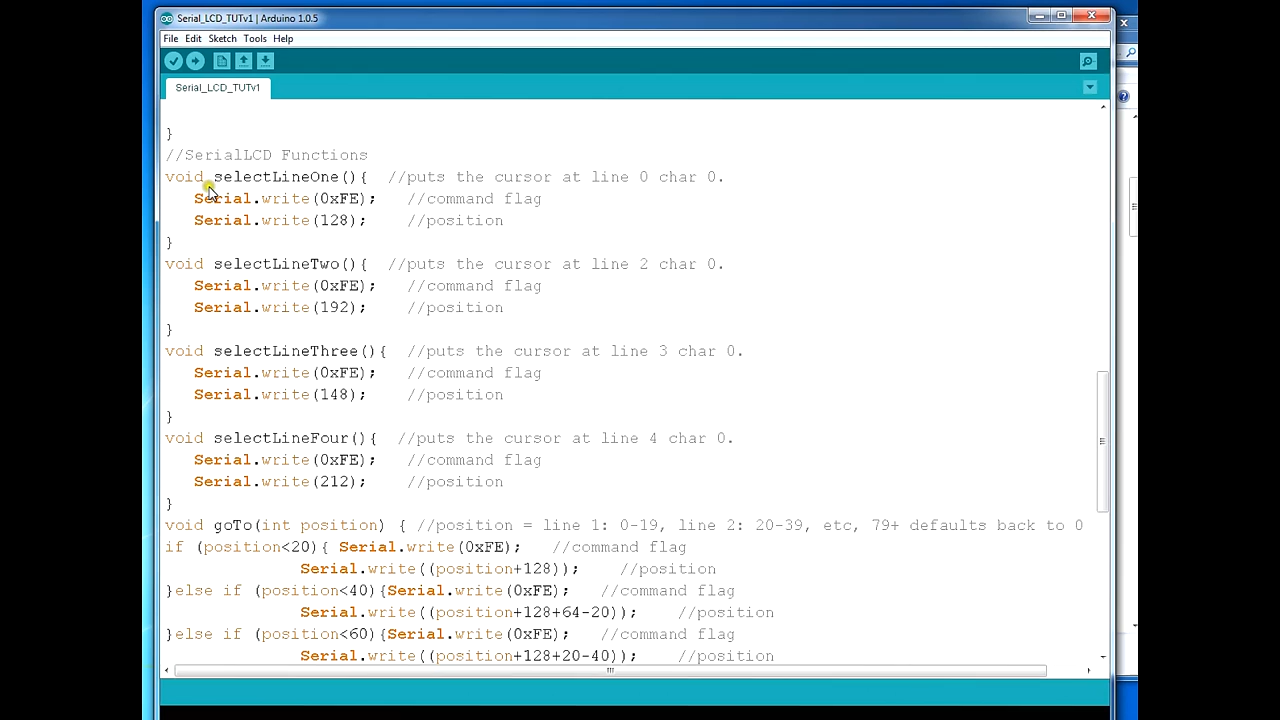 Serial_LCD_TUTv1 | Arduino 1.0.5
File Edit Sketch Tools Help
Serial_LCD_TUTv1
}
//SerialLCD Functions
void selectLineOne(){  //puts the cursor at line 0 char 0.
   Serial.write(0xFE);   //command flag
   Serial.write(128);    //position
}
void selectLineTwo(){  //puts the cursor at line 2 char 0.
   Serial.write(0xFE);   //command flag
   Serial.write(192);    //position
}
void selectLineThree(){  //puts the cursor at line 3 char 0.
   Serial.write(0xFE);   //command flag
   Serial.write(148);    //position
}
void selectLineFour(){  //puts the cursor at line 4 char 0.
   Serial.write(0xFE);   //command flag
   Serial.write(212);    //position
}
void goTo(int position) { //position = line 1: 0-19, line 2: 20-39, etc, 79+ defaults back to 0
if (position<20){ Serial.write(0xFE);   //command flag
              Serial.write((position+128));    //position
}else if (position<40){Serial.write(0xFE);   //command flag
              Serial.write((position+128+64-20));    //position
}else if (position<60){Serial.write(0xFE);   //command flag
              Serial.write((position+128+20-40));    //position